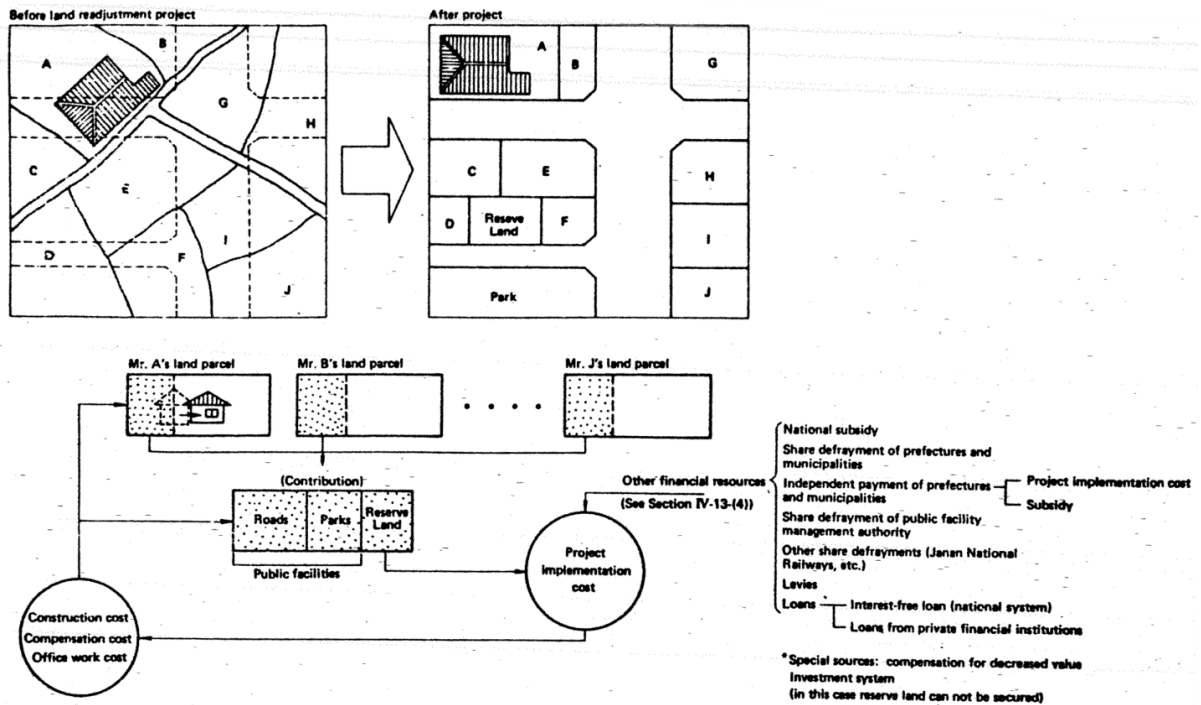 Before land readjustment project
After project
A
B
G
H
C
E
D
F
I
J
A
B
G
C
E
H
D
Reseve
Land
F
I
Park
J
Mr. A's land parcel
Mr. B's land parcel
Mr. J's land parcel
(Contribution)
Roads
Parks
Reserve
Land
Public facilities
Other financial resources
(See Section IV-13-(4))
Project
implementation
cost
Construction cost
Compensation cost
Office work cost
National subsidy
Share defrayment of prefectures and
municipalities
Independent payment of prefectures
and municipalities
Project implementation cost
Subsidy
Share defrayment of public facility
management authority
Other share defrayments (Janan National
Railways, etc.)
Levies
Loans
Interest-free loan (national system)
Loans from private financial institutions
*Special sources: compensation for decreased value
Investment system
(in this case reserve land can not be secured)